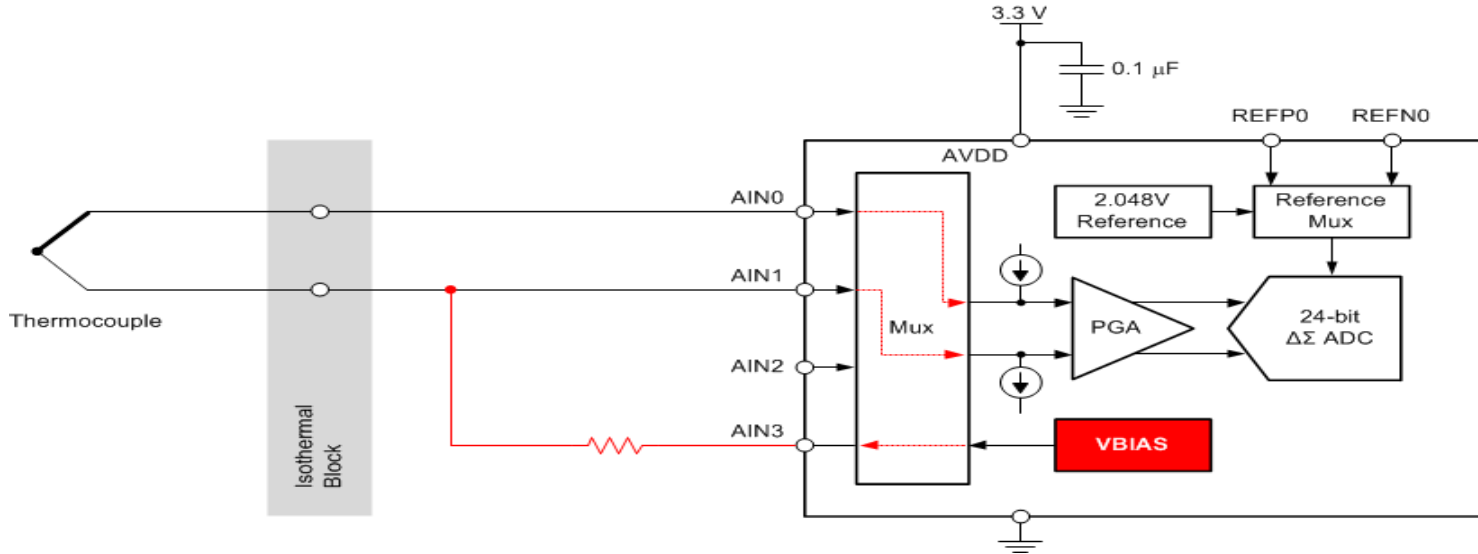 3.3 V
0.1 μF
REFP0
REFN0
AVDD
AIN0
2.048V
Reference
Reference
Mux
AIN1
Thermocouple
Mux
PGA
24-bit
ΔΣ ADC
AIN2
Isothermal
Block
AIN3
VBIAS